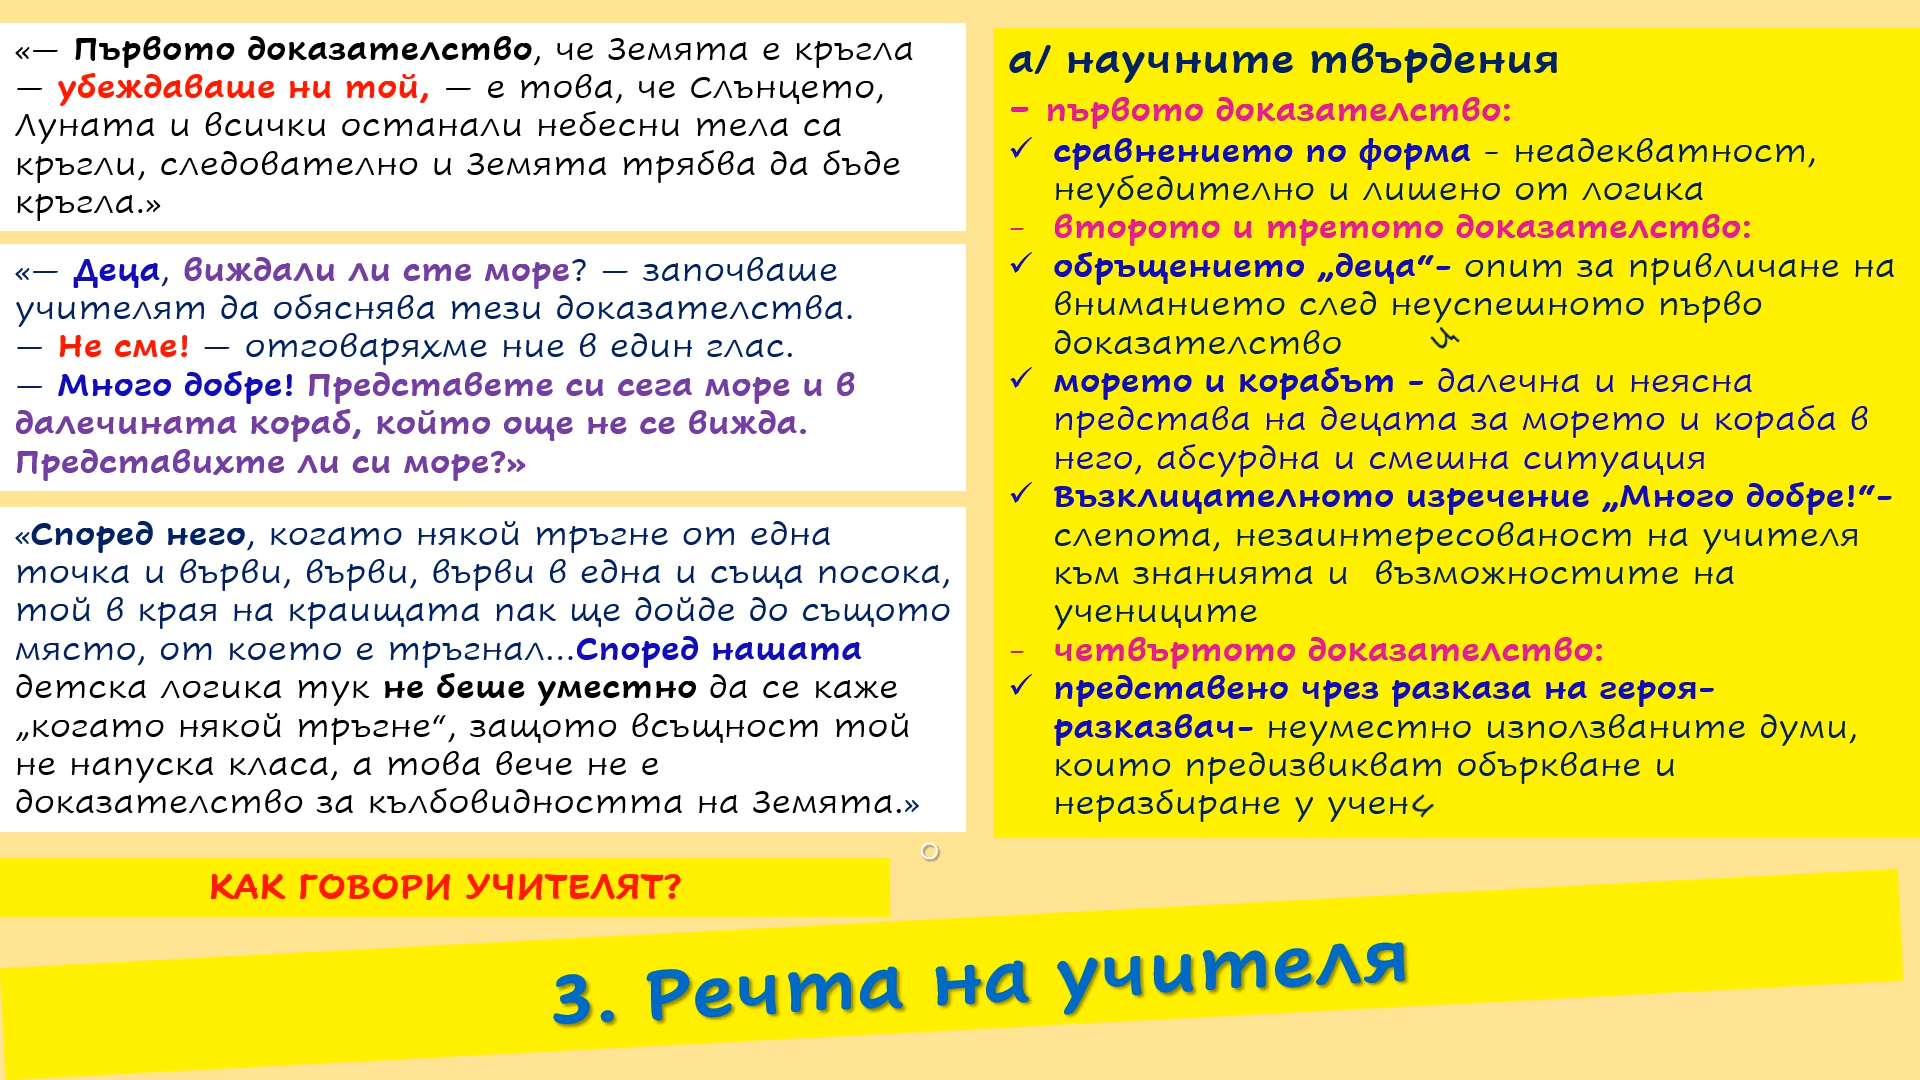 «— Първото доказателство, че Земята е кръгла
— убеждаваше ни той, — е това, че Слънцето,
Луната и всички останали небесни тела са
кръгли, следователно и Земята трябва да бъде
кръгла.»
«— Деца, виждали ли сте море? — започваше
учителят да обяснява тези доказателства.
— Не сме! — отговаряхме ние в един глас.
— Много добре! Представете си сега море и в
далечината кораб, който още не се вижда.
Представихте ли си море?»
«Според него, когато някой тръгне от една
точка и върви, върви, върви в една и съща посока,
той в края на краищата пак ще дойде до същото
място, от което е тръгнал...Според нашата
детска логика тук не беше уместно да се каже
„когато някой тръгне“, защото всъщност той
не напуска класа, а това вече не е
доказателство за кълбовидността на Земята.»
а/ научните твърдения
– първото доказателство:
✓ сравнението по форма - неадекватност,
неубедително и лишено от логика
- второто и третото доказателство:
✓ обръщението „деца“- опит за привличане на
вниманието след неуспешното първо
доказателство
✓ морето и корабът - далечна и неясна
представа на децата за морето и кораба в
него, абсурдна и смешна ситуация
✓ Възклицателното изречение „Много добре!“-
слепота, незаинтересованост на учителя
към знанията и възможностите на
учениците
- четвъртото доказателство:
✓ представено чрез разказа на героя-
разказвач- неуместно използваните думи,
които предизвикват объркване и
неразбиране у учен
КАК ГОВОРИ УЧИТЕЛЯТ?
3. Речта на учителя